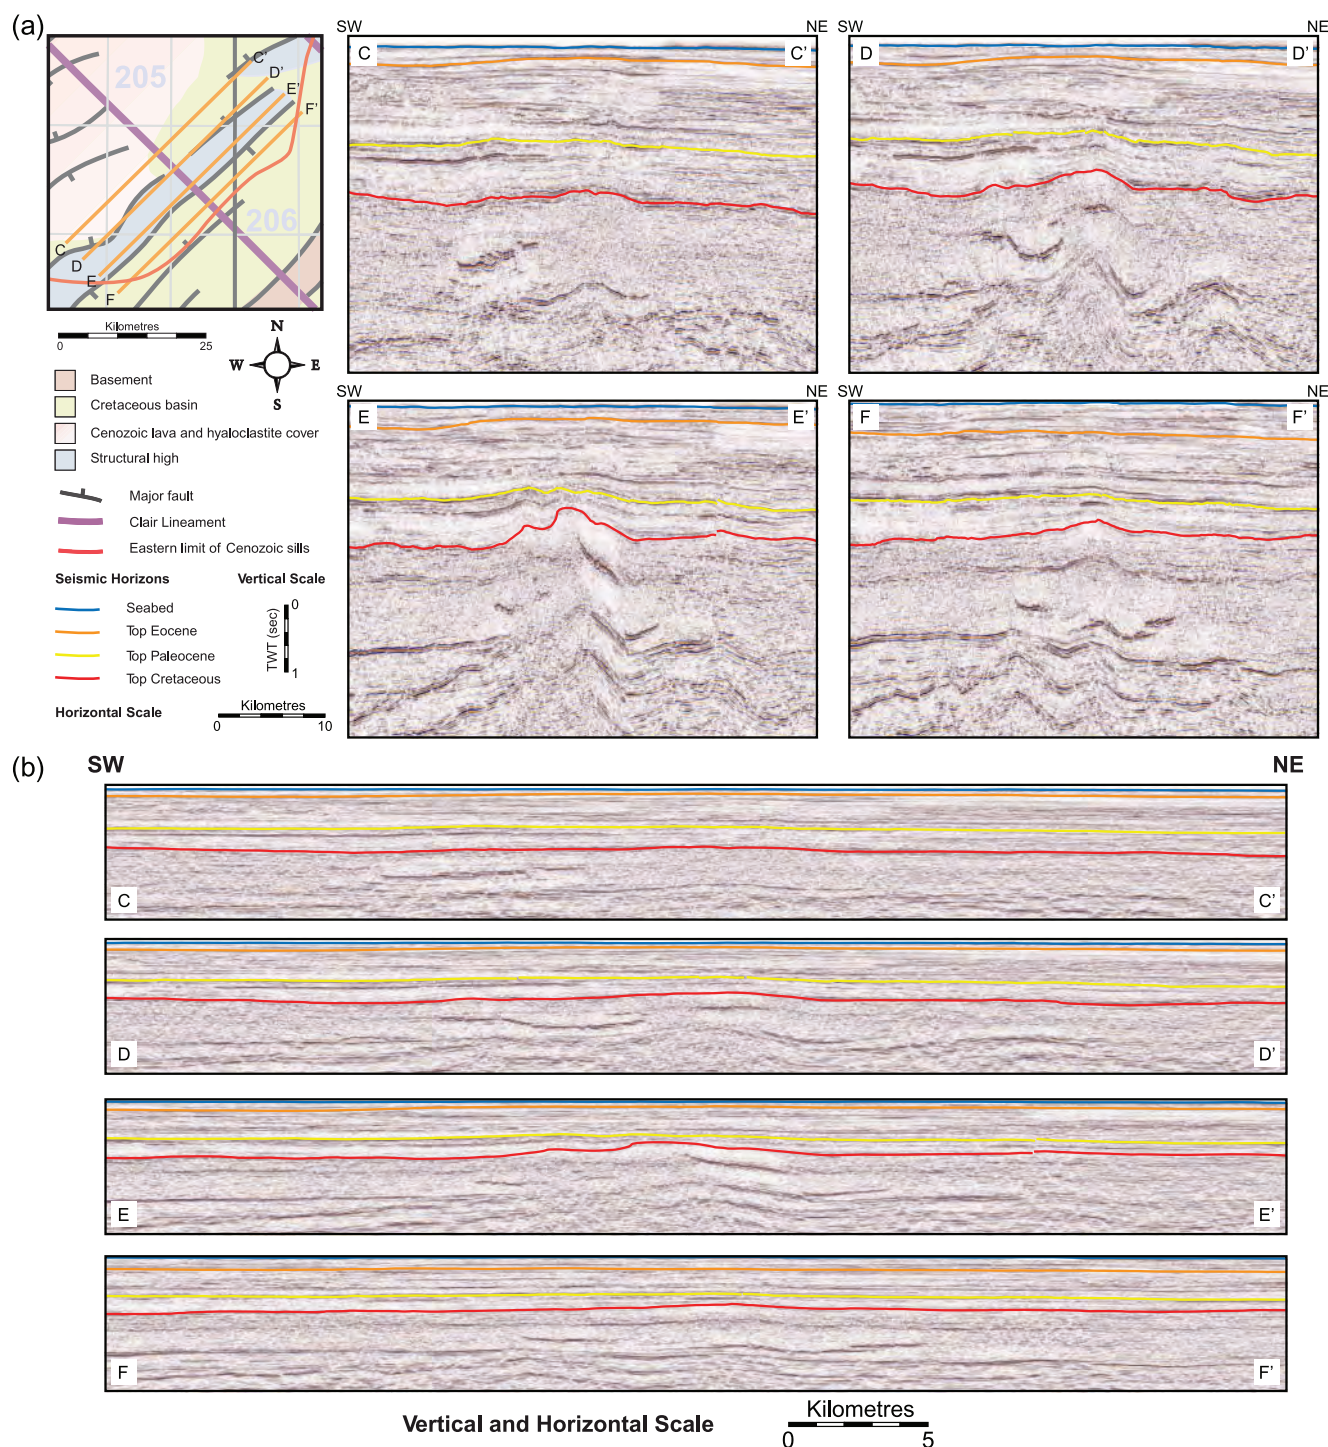 (a)
205
206
C'
D'
E'
F'
C
D
E
F
Kilometres
0 25
N
W E
S
Basement
Cretaceous basin
Cenozoic lava and hyaloclastite cover
Structural high
Major fault
Clair Lineament
Eastern limit of Cenozoic sills
Seismic Horizons
Seabed
Top Eocene
Top Paleocene
Top Cretaceous
Vertical Scale
TWT (sec)
0
1
Horizontal Scale
Kilometres
0 10
SW NE
C C'
SW NE
D D'
SW NE
E E'
SW NE
F F'
(b)
SW NE
C C'
D D'
E E'
F F'
Vertical and Horizontal Scale
Kilometres
0 5